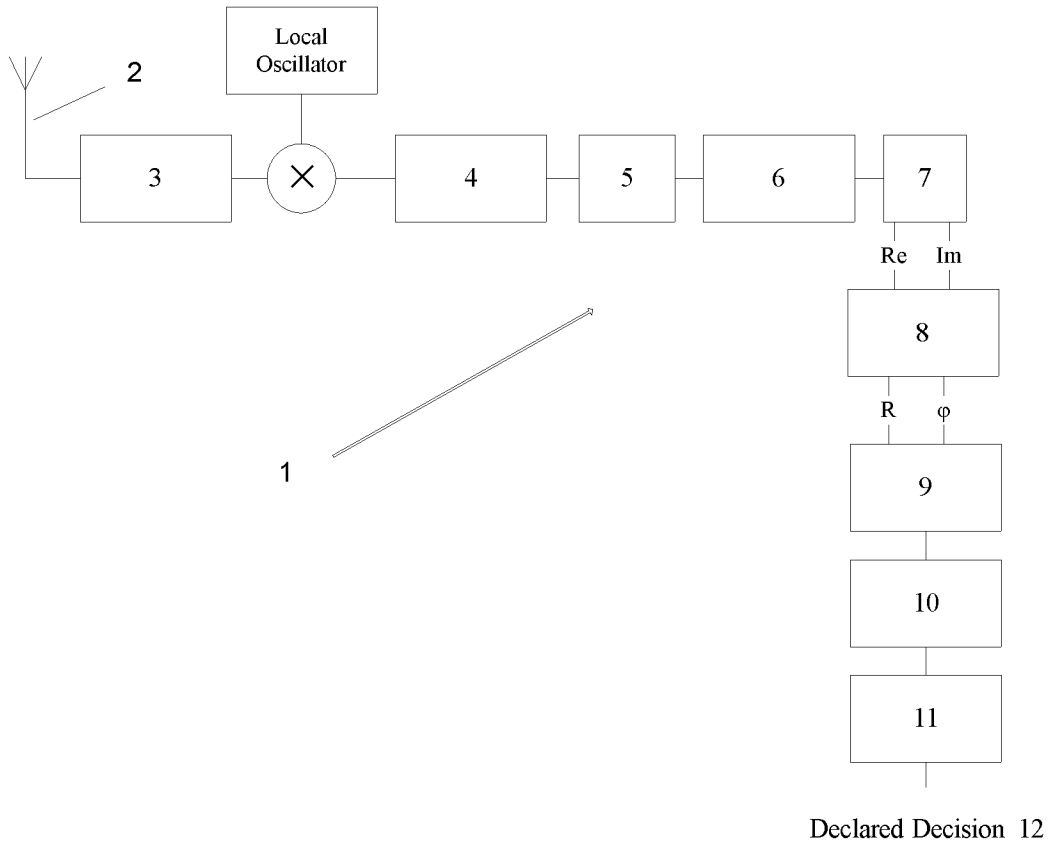 Local
Oscillator
2
3
×
4
5
6
7
Re Im
8
R φ
9
1
10
11
Declared Decision 12